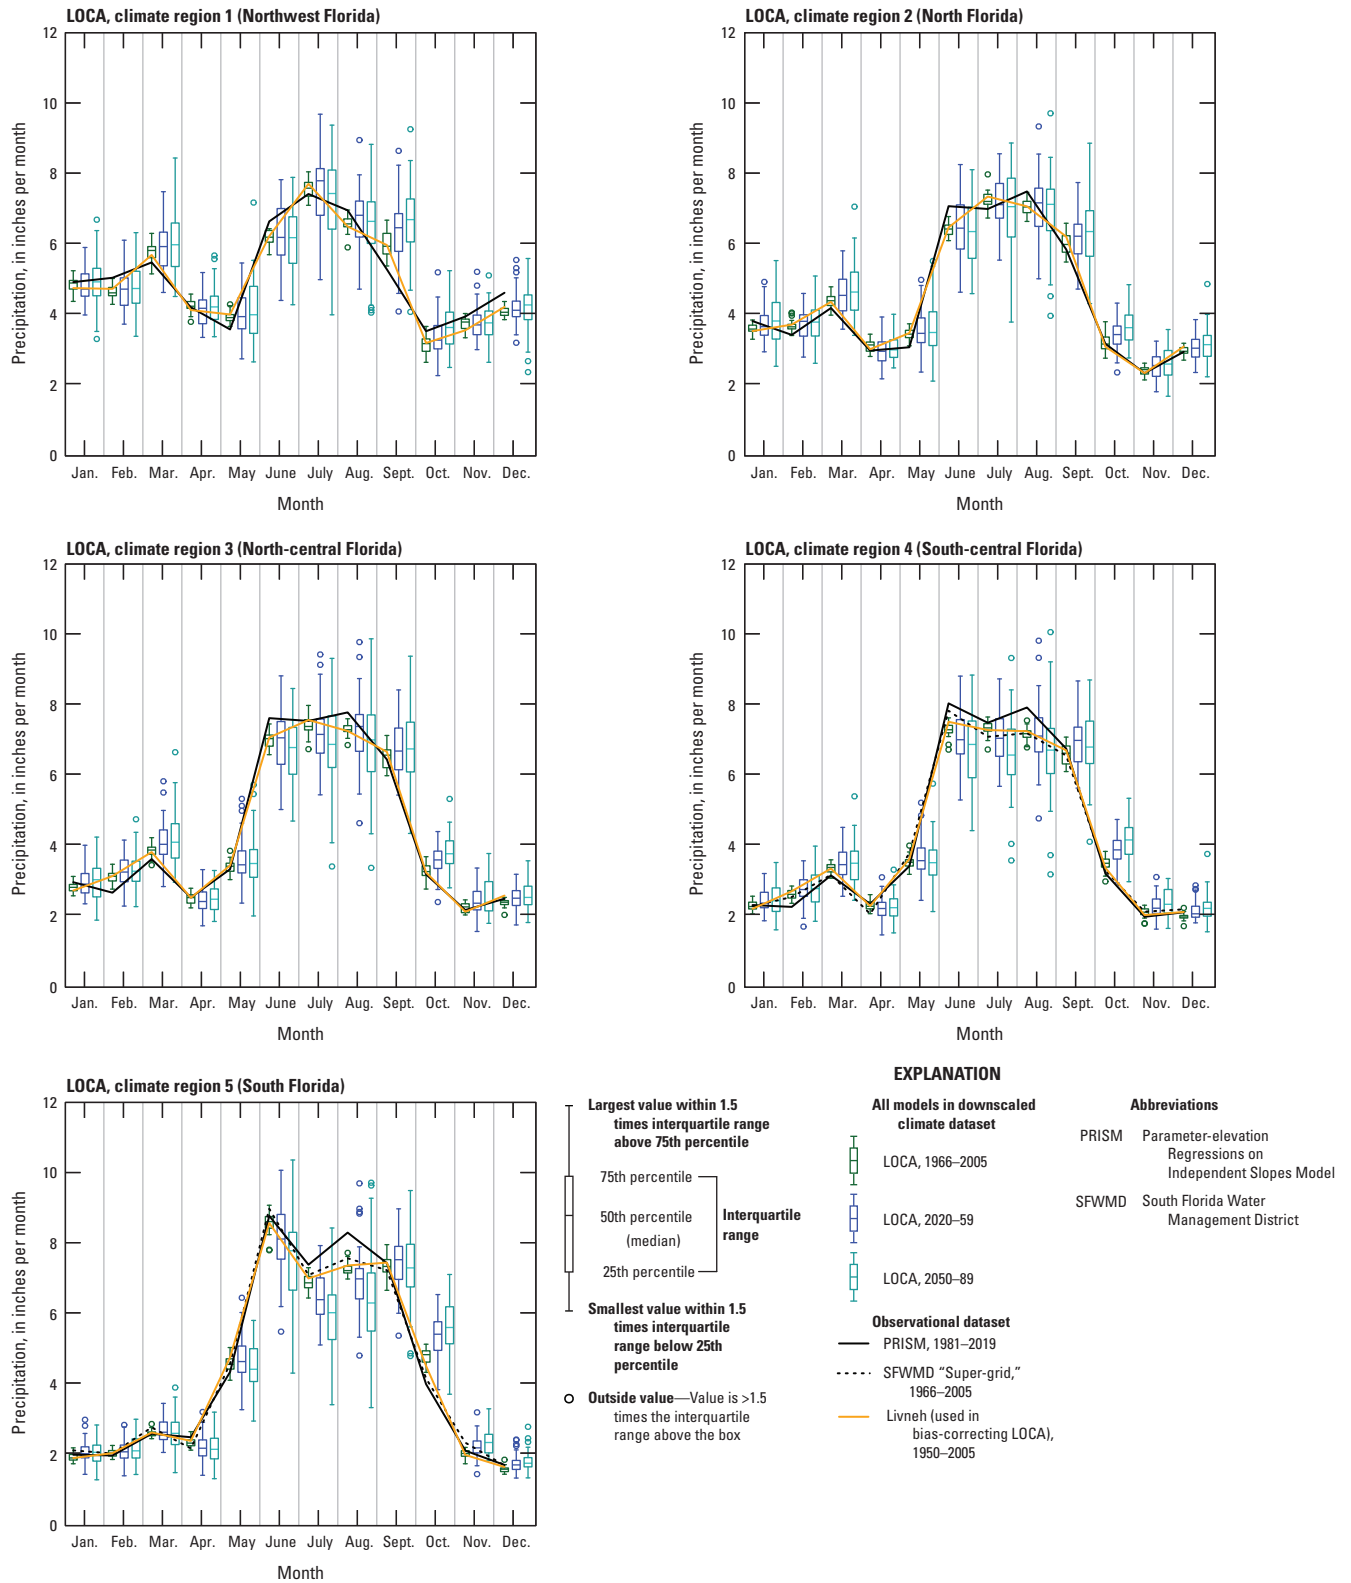 LOCA, climate region 1 (Northwest Florida)
12
10
8
6
4
2
0
Precipitation, in inches per month
Jan. Feb. Mar. Apr. May June July Aug. Sept. Oct. Nov. Dec.
Month
LOCA, climate region 2 (North Florida)
12
10
8
6
4
2
0
Precipitation, in inches per month
Jan. Feb. Mar. Apr. May June July Aug. Sept. Oct. Nov. Dec.
Month
LOCA, climate region 3 (North-central Florida)
12
10
8
6
4
2
0
Precipitation, in inches per month
Jan. Feb. Mar. Apr. May June July Aug. Sept. Oct. Nov. Dec.
Month
LOCA, climate region 4 (South-central Florida)
12
10
8
6
4
2
0
Precipitation, in inches per month
Jan. Feb. Mar. Apr. May June July Aug. Sept. Oct. Nov. Dec.
Month
LOCA, climate region 5 (South Florida)
12
10
8
6
4
2
0
Precipitation, in inches per month
Jan. Feb. Mar. Apr. May June July Aug. Sept. Oct. Nov. Dec.
Month
EXPLANATION
Largest value within 1.5
times interquartile range
above 75th percentile
75th percentile
50th percentile
(median)
25th percentile
Interquartile
range
Smallest value within 1.5
times interquartile
range below 25th
percentile
Outside value—Value is >1.5
times the interquartile
range above the box
All models in downscaled
climate dataset
LOCA, 1966–2005
LOCA, 2020–59
LOCA, 2050–89
Observational dataset
PRISM, 1981–2019
SFWMD “Super-grid,”
1966–2005
Livneh (used in
bias-correcting LOCA),
1950–2005
Abbreviations
PRISM Parameter-elevation
Regressions on
Independent Slopes Model
SFWMD South Florida Water
Management District